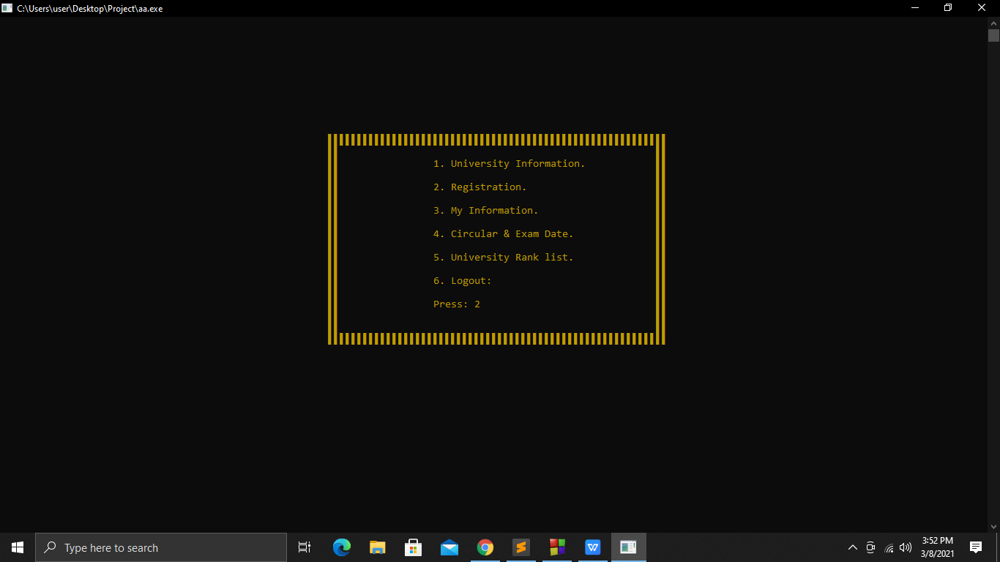 C:\Users\user\Desktop\Project\aa.exe
1. University Information.
2. Registration.
3. My Information.
4. Circular & Exam Date.
5. University Rank list.
6. Logout:
Press: 2
Type here to search
3:52 PM
3/8/2021